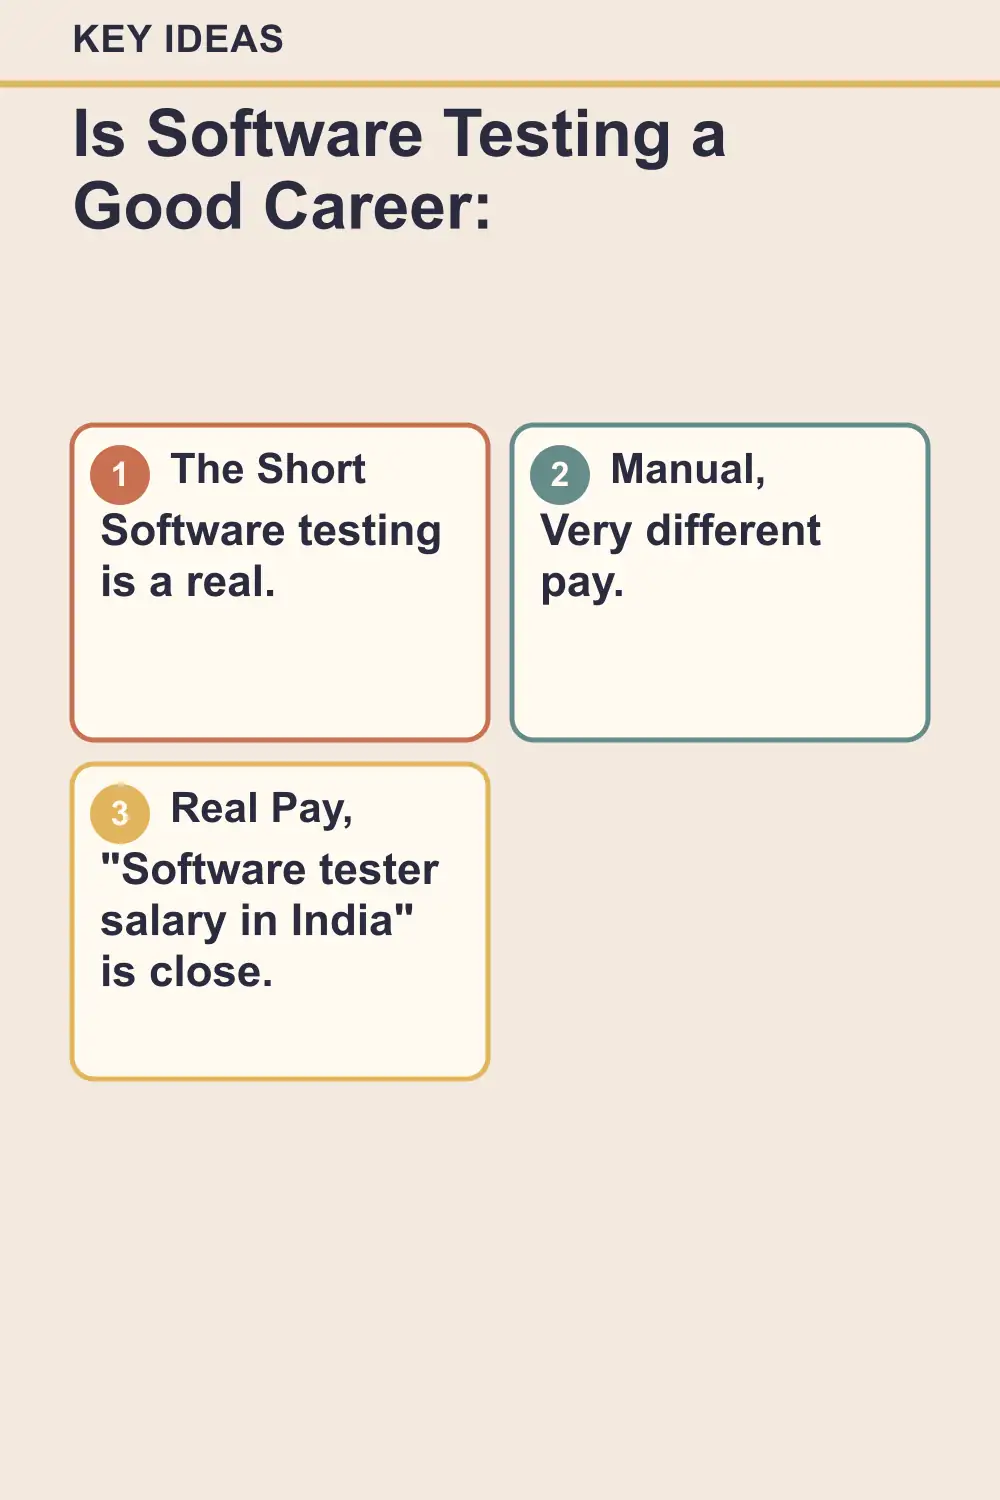 KEY IDEAS
Is Software Testing a
Good Career:
1 The Short
Software testing
is a real.
2 Manual,
Very different
pay.
3 Real Pay,
"Software tester
salary in India"
is close.